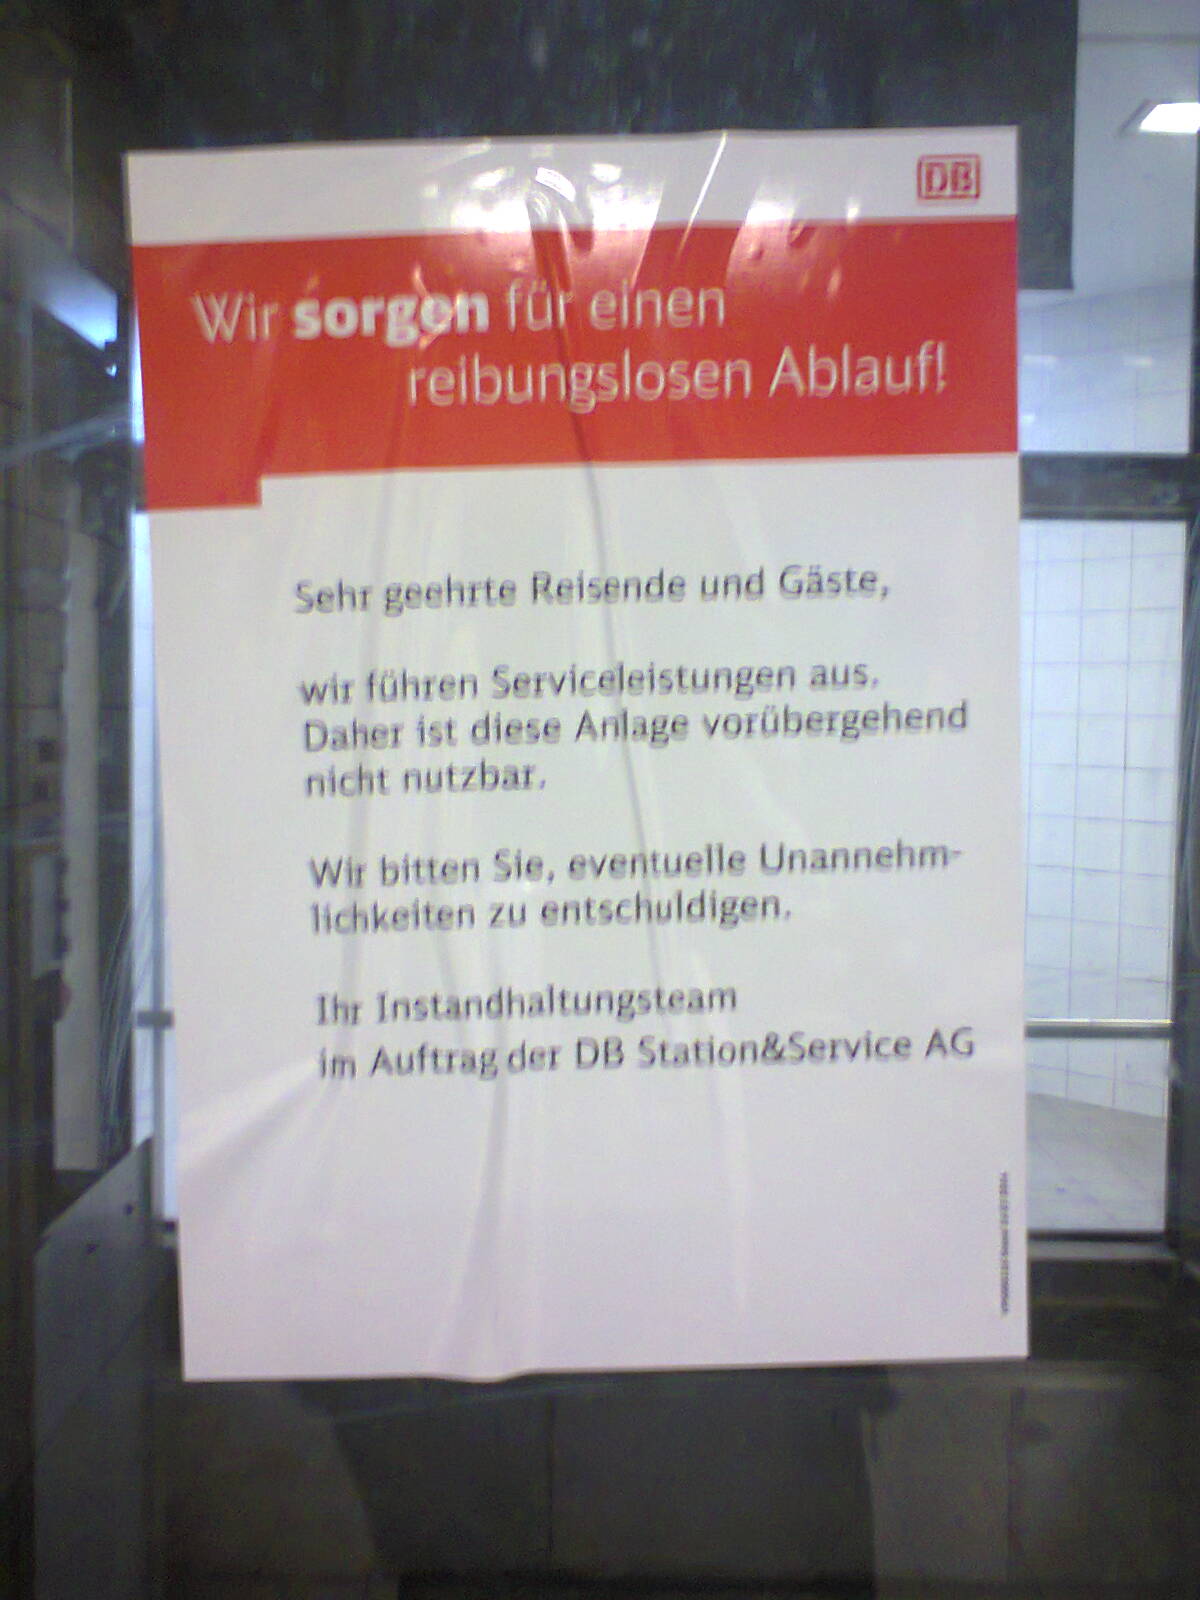 DB
Wir sorgen für einen
reibungslosen Ablauf!
Sehr geehrte Reisende und Gäste,
wir führen Serviceleistungen aus.
Daher ist diese Anlage vorübergehend
nicht nutzbar.
Wir bitten Sie, eventuelle Unannehm-
lichkeiten zu entschuldigen.
Ihr Instandhaltungsteam
im Auftrag der DB Station&Service AG